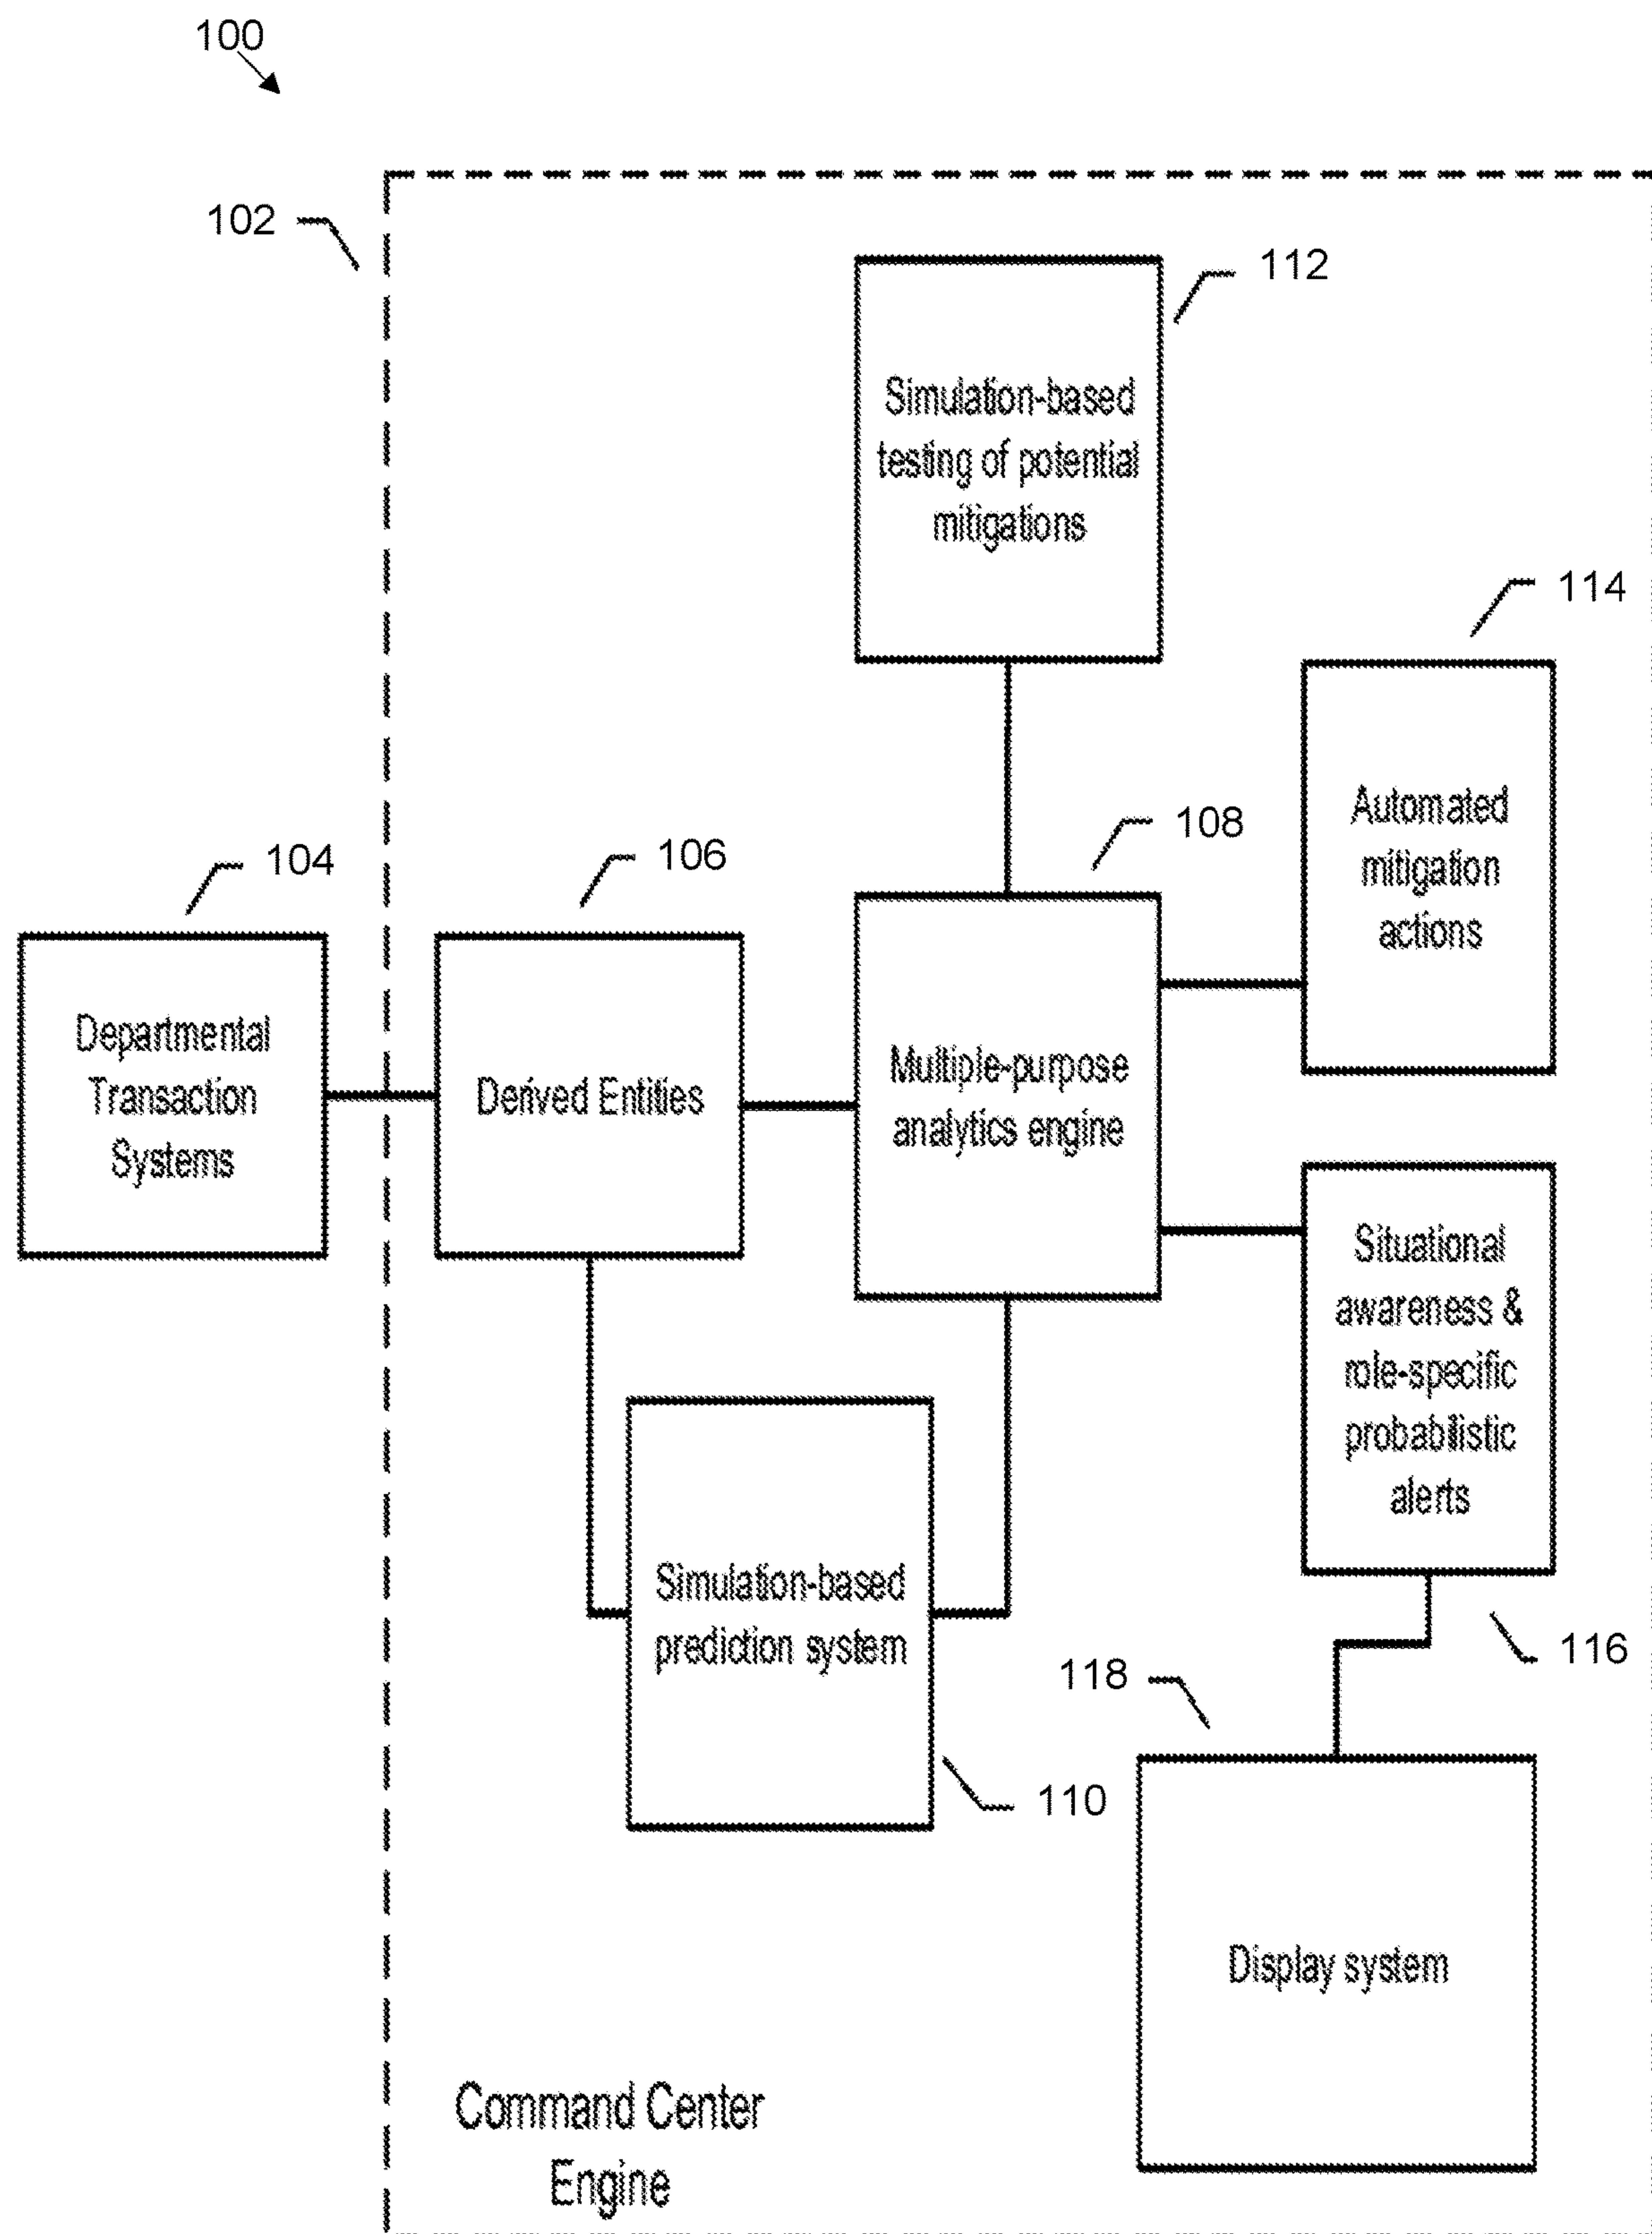 100
102
112
Simulation-based
testing of potential
mitigations
114
Automated
mitigation
actions
104
106
108
Departmental
Transaction
Systems
Derived Entities
Multiple-purpose
analytics engine
Situational
awareness &
role-specific
probabilistic
alerts
116
Simulation-based
prediction system
110
118
Display system
Command Center
Engine